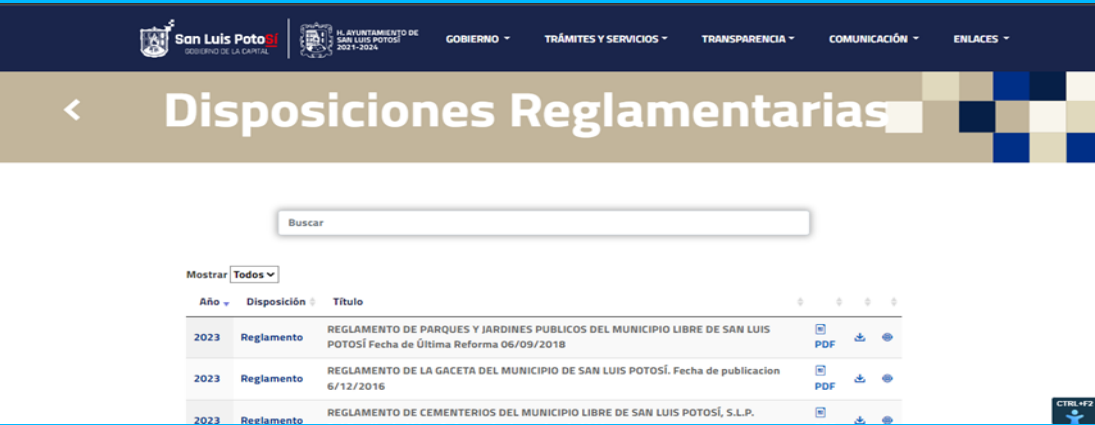 San Luis PotoSí
GOBIERNO DE LA CAPITAL
H. AYUNTAMIENTO DE
SAN LUIS POTOSÍ
2021-2024
GOBIERNO
TRÁMITES Y SERVICIOS
TRANSPARENCIA
COMUNICACIÓN
ENLACES
Disposiciones Reglamentarias
Buscar
Mostrar Todos
Año Disposición Título
2023 Reglamento REGLAMENTO DE PARQUES Y JARDINES PUBLICOS DEL MUNICIPIO LIBRE DE SAN LUIS
POTOSÍ Fecha de Última Reforma 06/09/2018 PDF
2023 Reglamento REGLAMENTO DE LA GACETA DEL MUNICIPIO DE SAN LUIS POTOSÍ. Fecha de publicacion
6/12/2016 PDF
2023 Reglamento REGLAMENTO DE CEMENTERIOS DEL MUNICIPIO LIBRE DE SAN LUIS POTOSÍ, S.L.P.
CTRL+F2